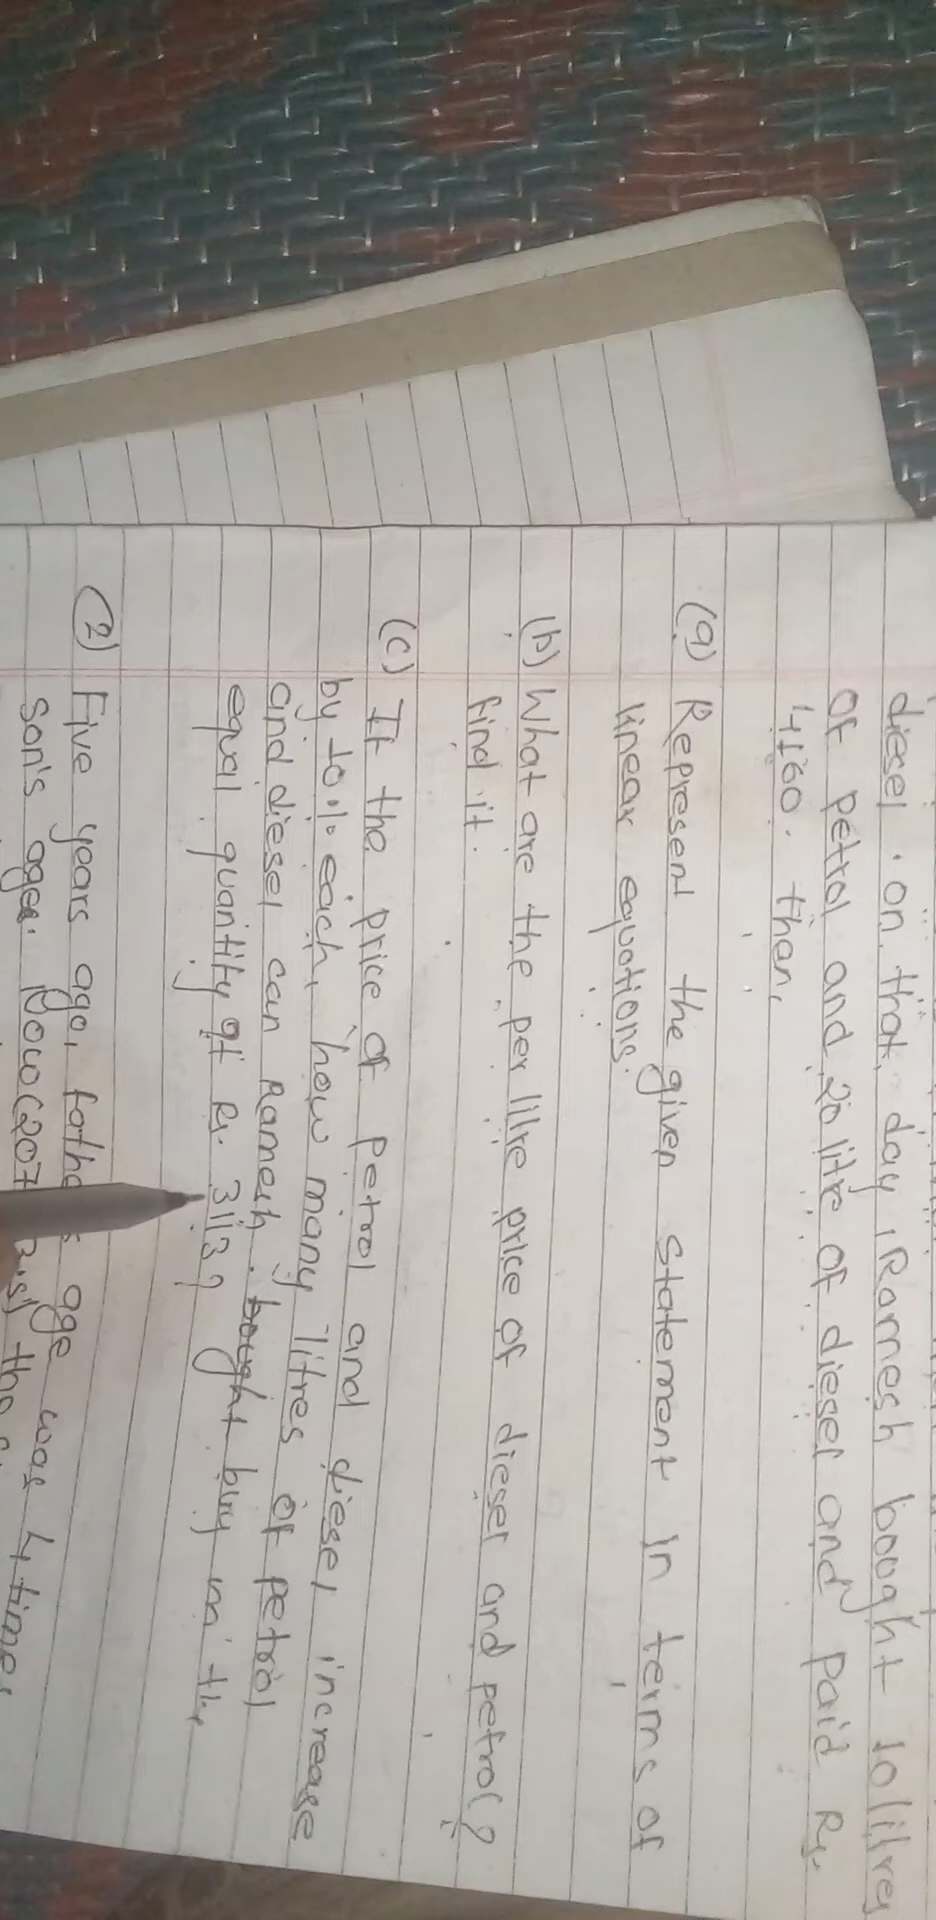 diesel. on that day, Ramesh bought 10 litres
of petrol and 20 litre of diesel and paid Rs.
4160. then,
(a) Represent the given statement in terms of
linear equations.
(b) What are the per litre price of diesel and petrol?
find it.
(c) If the price of petrol and diesel increase
by 10% each, how many litres of petrol
and diesel can Ramesh. bought buy in the
equal quantity of Rs. 3113?
(2) Five years ago, age was 4 times
son's ages. Now (207